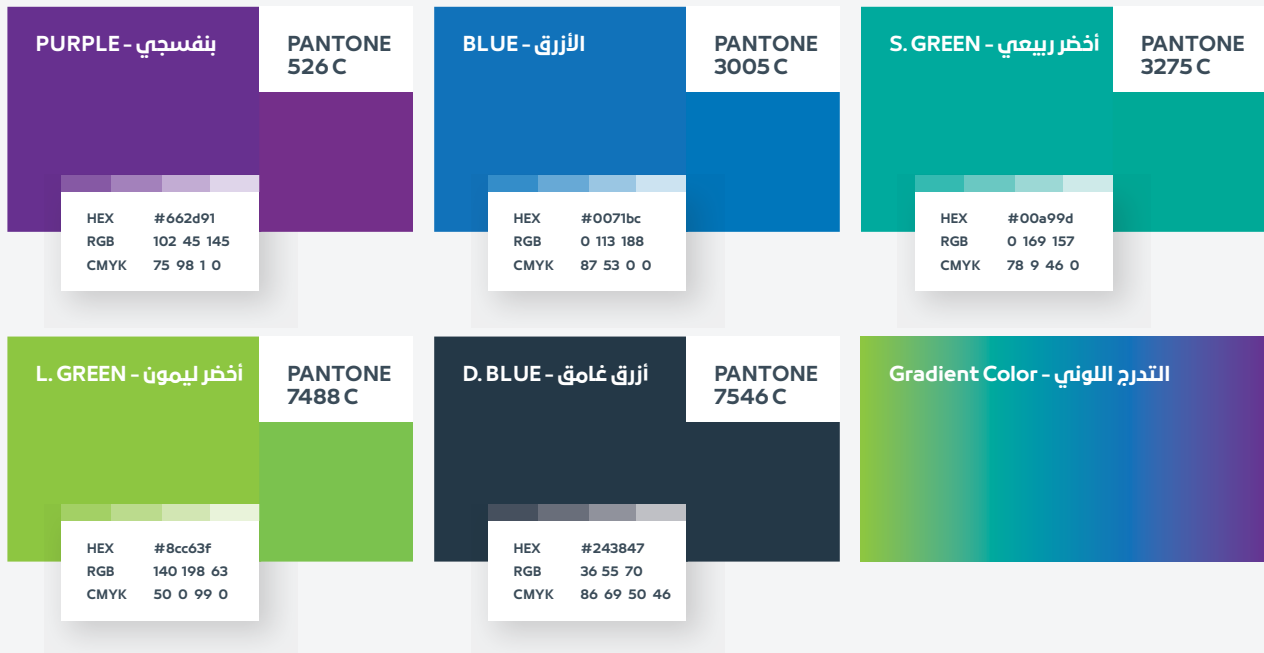 PURPLE - بنفسجي
PANTONE
526 C
HEX #662d91
RGB 102 45 145
CMYK 75 98 1 0
BLUE - الأزرق
PANTONE
3005 C
HEX #0071bc
RGB 0 113 188
CMYK 87 53 0 0
S. GREEN - أخضر ربيعي
PANTONE
3275 C
HEX #00a99d
RGB 0 169 157
CMYK 78 9 46 0
L. GREEN - أخضر ليمون
PANTONE
7488 C
HEX #8cc63f
RGB 140 198 63
CMYK 50 0 99 0
D. BLUE - أزرق غامق
PANTONE
7546 C
HEX #243847
RGB 36 55 70
CMYK 86 69 50 46
Gradient Color - التدرج اللوني